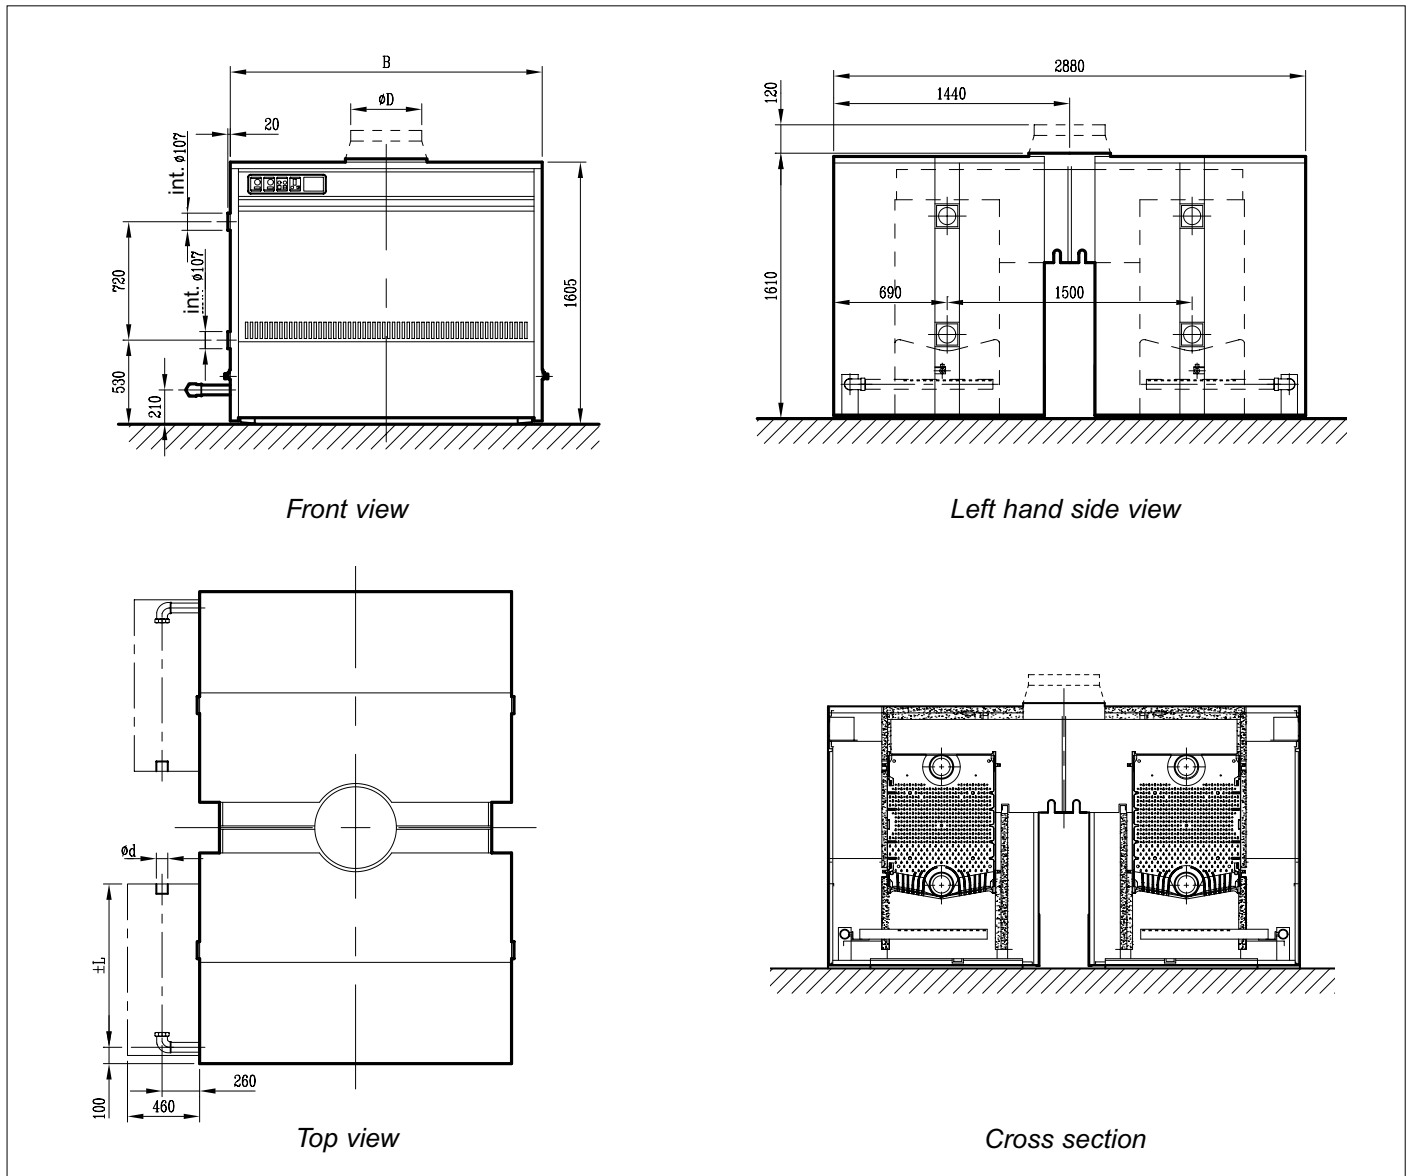 B
øD
20
int. ø107
720
int. ø107
530
210
1605
Front view
2880
1440
120
1610
690
1500
Left hand side view
ød
±L
100
260
460
Top view
Cross section